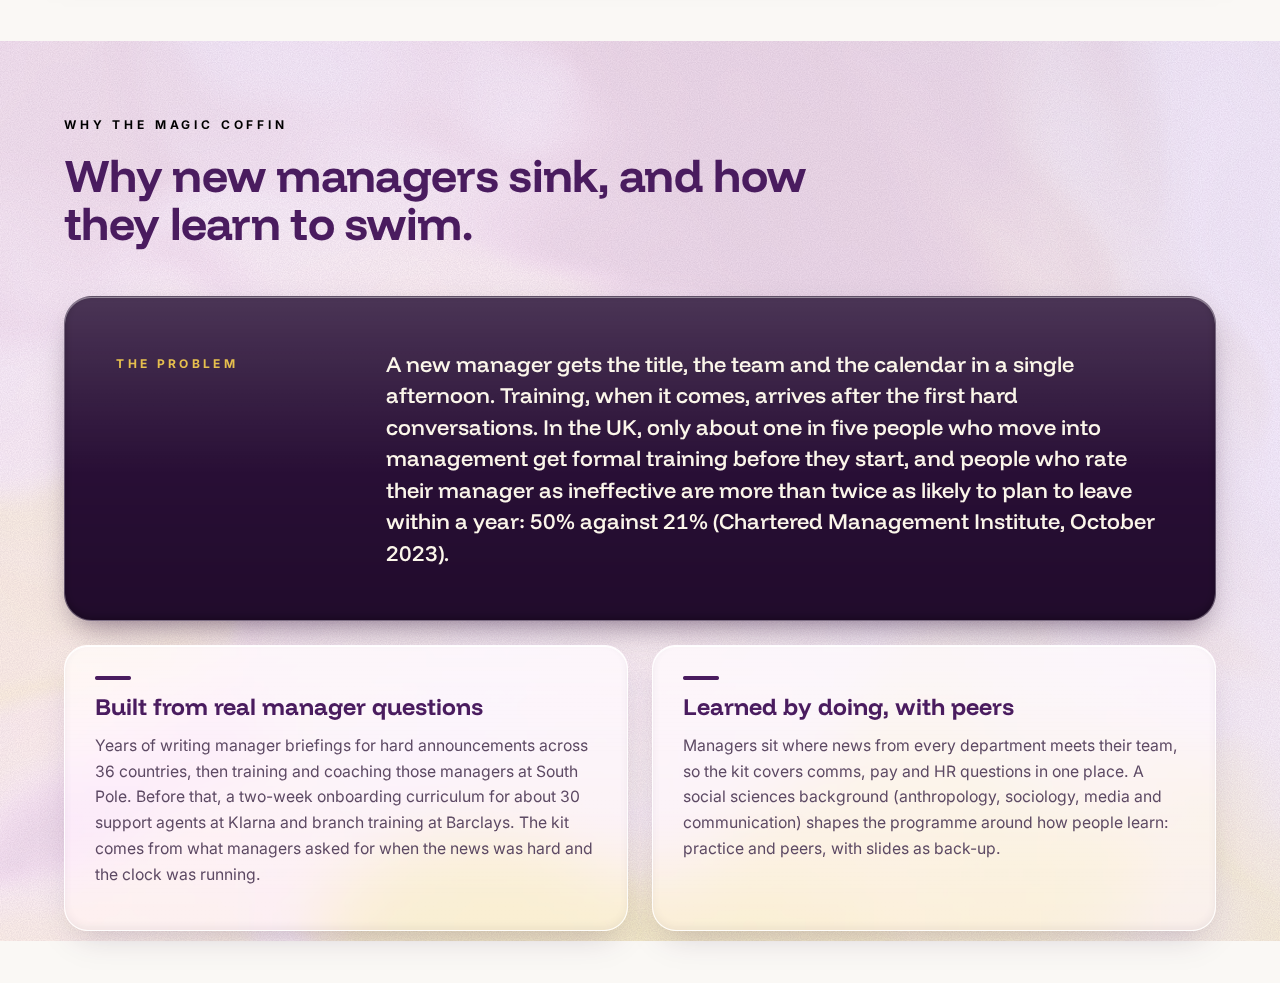 WHY THE MAGIC COFFIN
Why new managers sink, and how
they learn to swim.
THE PROBLEM
A new manager gets the title, the team and the calendar in a single
afternoon. Training, when it comes, arrives after the first hard
conversations. In the UK, only about one in five people who move into
management get formal training before they start, and people who rate
their manager as ineffective are more than twice as likely to plan to leave
within a year: 50% against 21% (Chartered Management Institute, October
2023).
Built from real manager questions
Years of writing manager briefings for hard announcements across
36 countries, then training and coaching those managers at South
Pole. Before that, a two-week onboarding curriculum for about 30
support agents at Klarna and branch training at Barclays. The kit
comes from what managers asked for when the news was hard and
the clock was running.
Learned by doing, with peers
Managers sit where news from every department meets their team,
so the kit covers comms, pay and HR questions in one place. A
social sciences background (anthropology, sociology, media and
communication) shapes the programme around how people learn:
practice and peers, with slides as back-up.